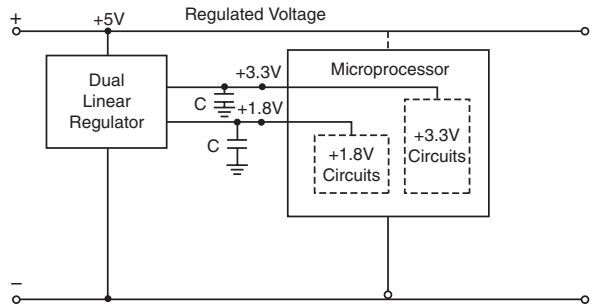 Regulated Voltage
+
+5V
Dual
Linear
Regulator
+3.3V
C
+1.8V
C
Microprocessor
+1.8V
Circuits
+3.3V
Circuits
−